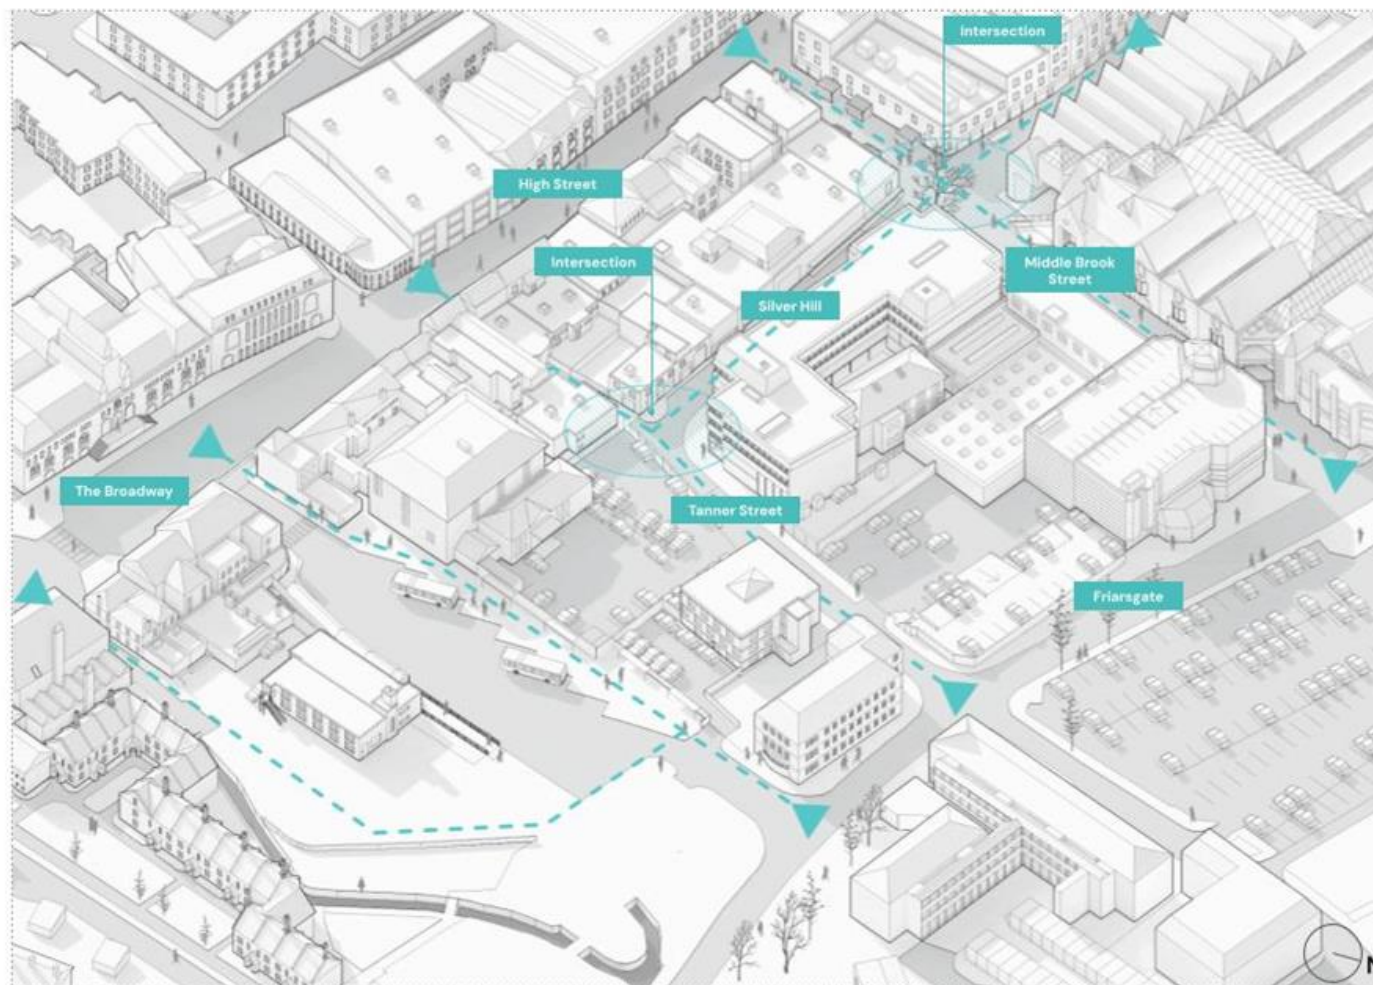 Intersection
High Street
Intersection
Middle Brook
Street
Silver Hill
The Broadway
Tanner Street
Friarsgate
N